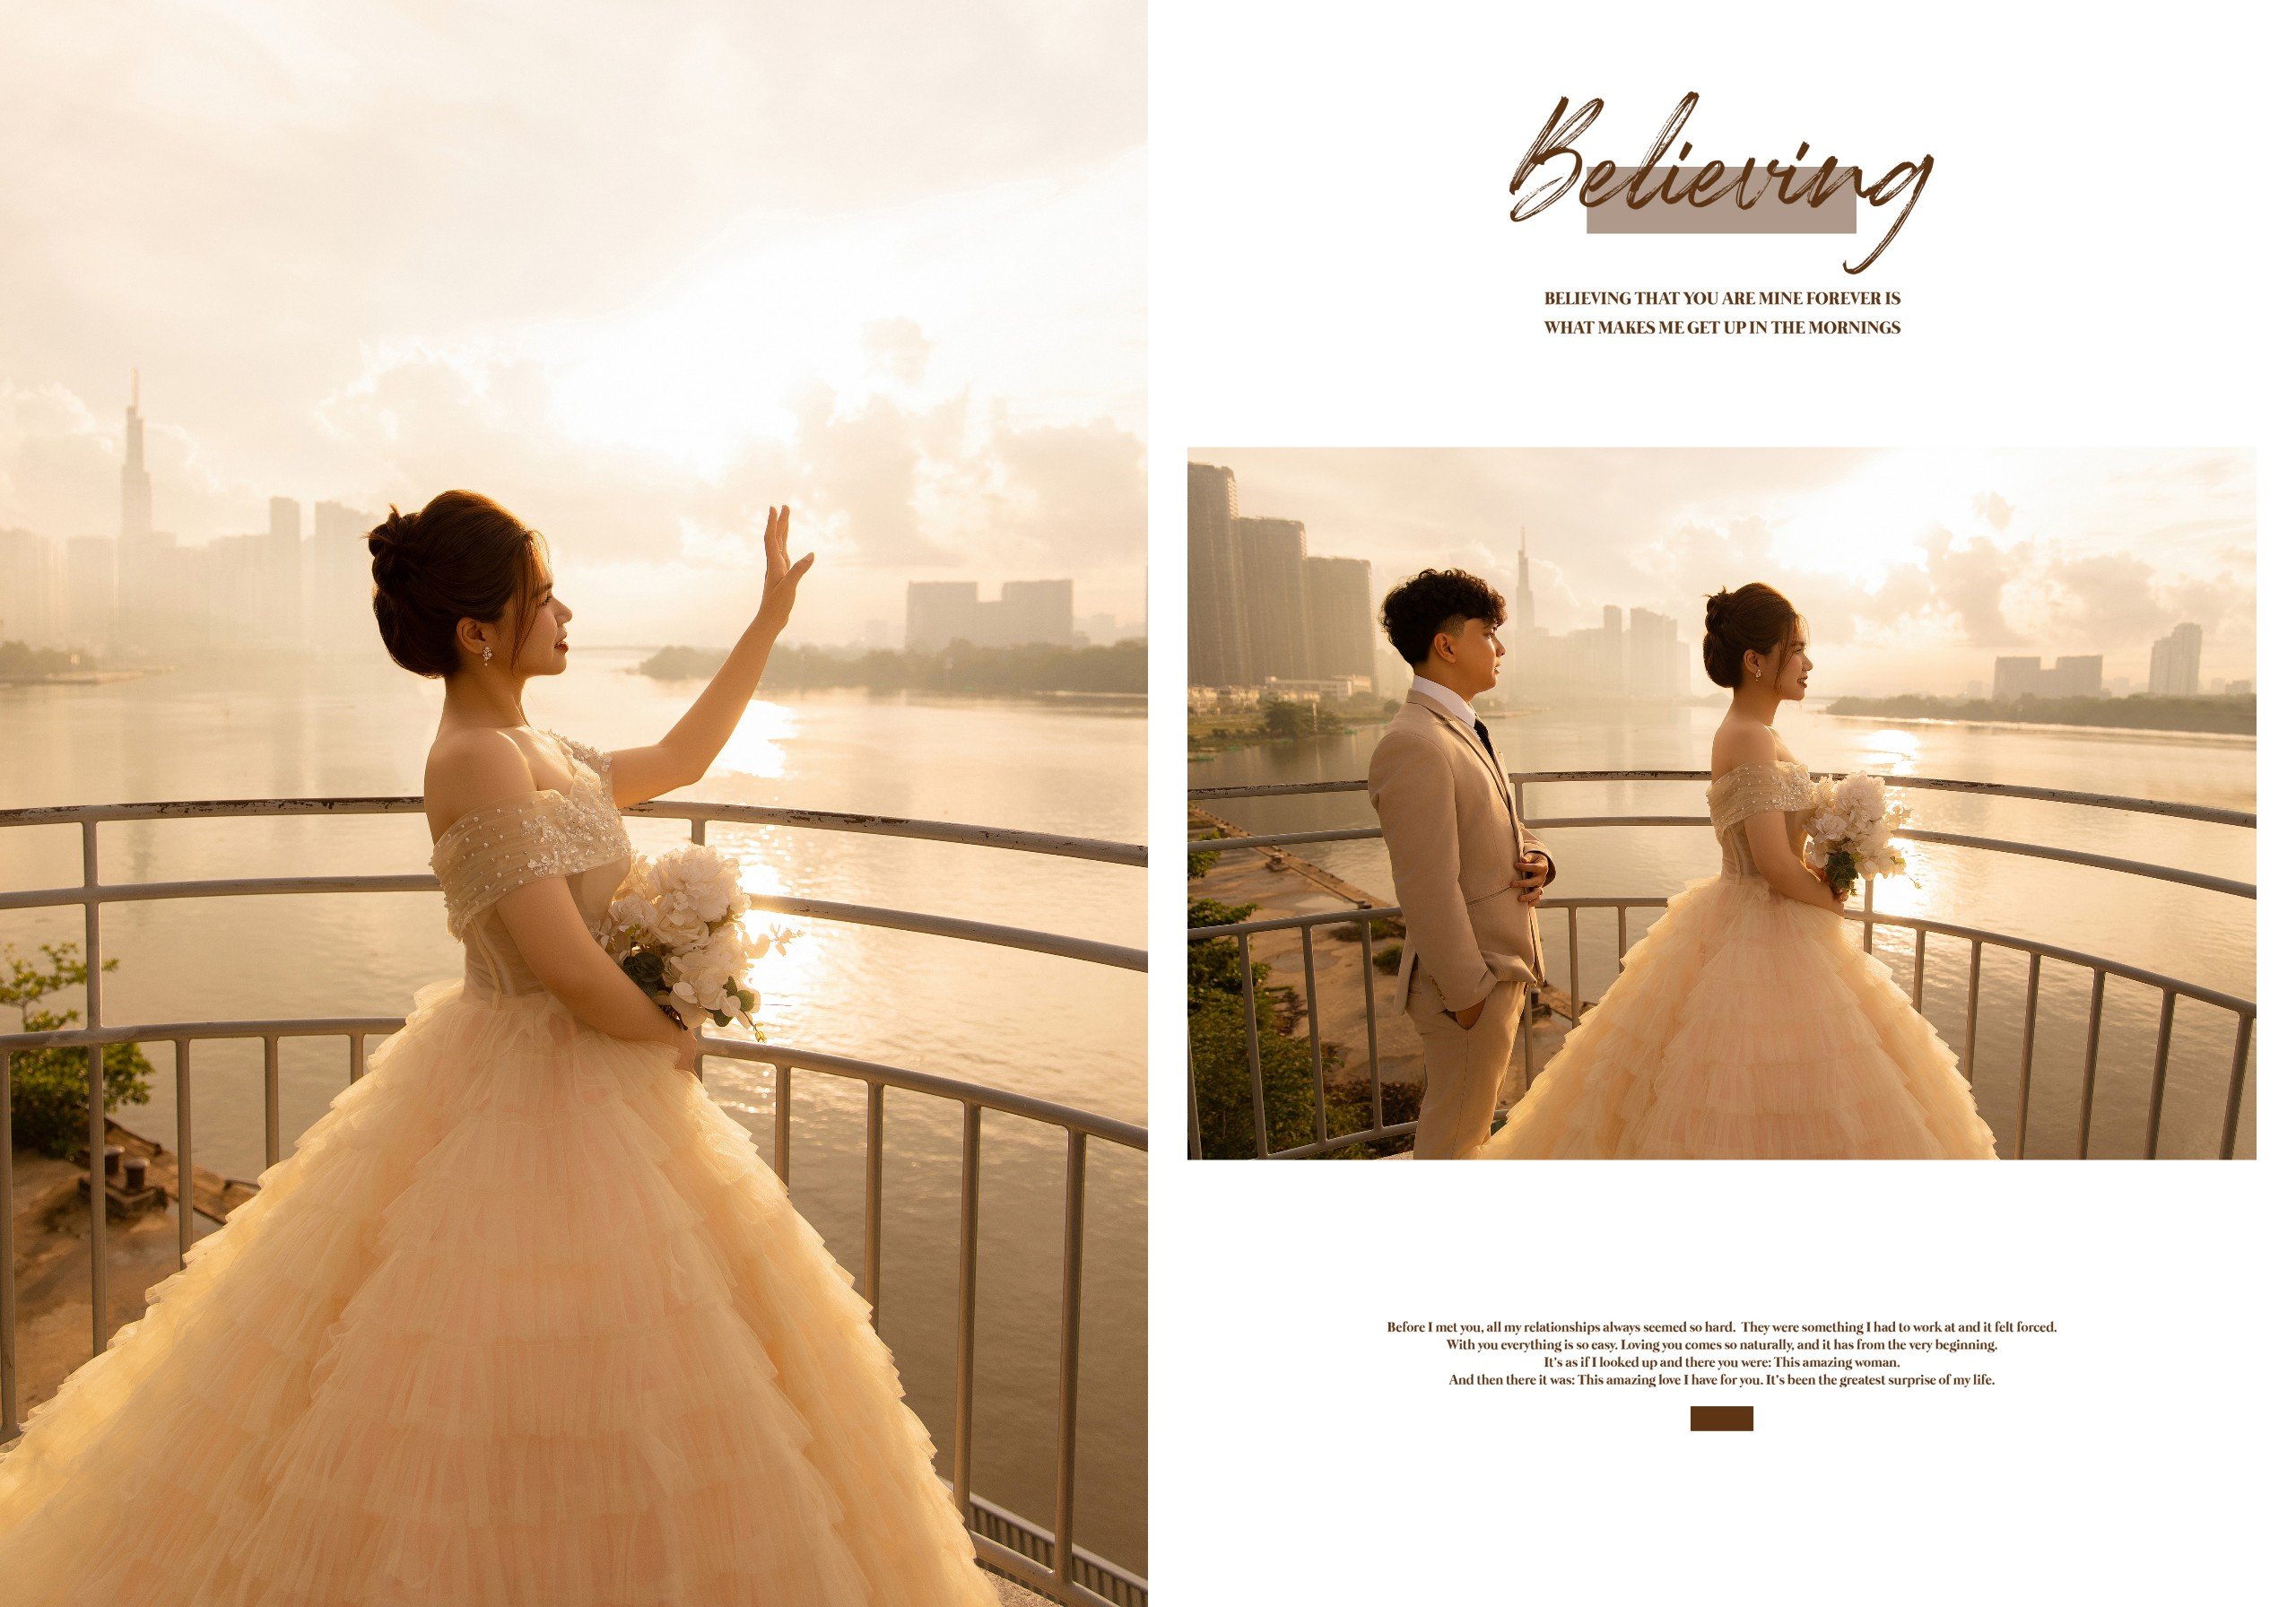 Believing
BELIEVING THAT YOU ARE MINE FOREVER IS
WHAT MAKES ME GET UP IN THE MORNINGS
Before I met you, all my relationships always seemed so hard.  They were something I had to work at and it felt forced.
With you everything is so easy. Loving you comes so naturally, and it has from the very beginning.
It's as if I looked up and there you were: This amazing woman.
And then there it was: This amazing love I have for you. It's been the greatest surprise of my life.